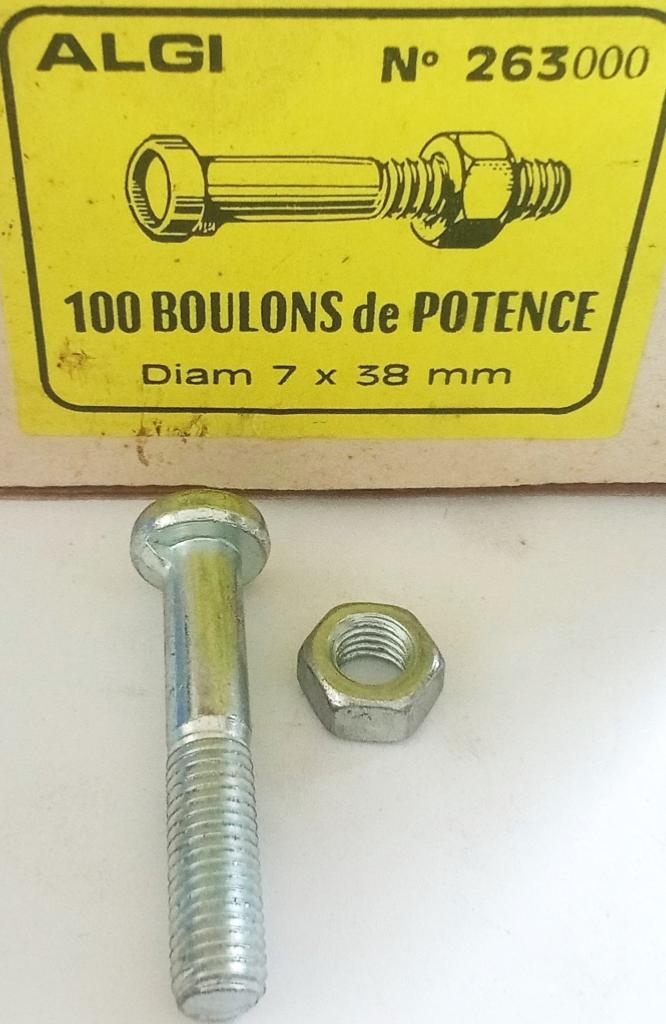 ALGI
N° 263000
100 BOULONS de POTENCE
Diam 7 x 38 mm